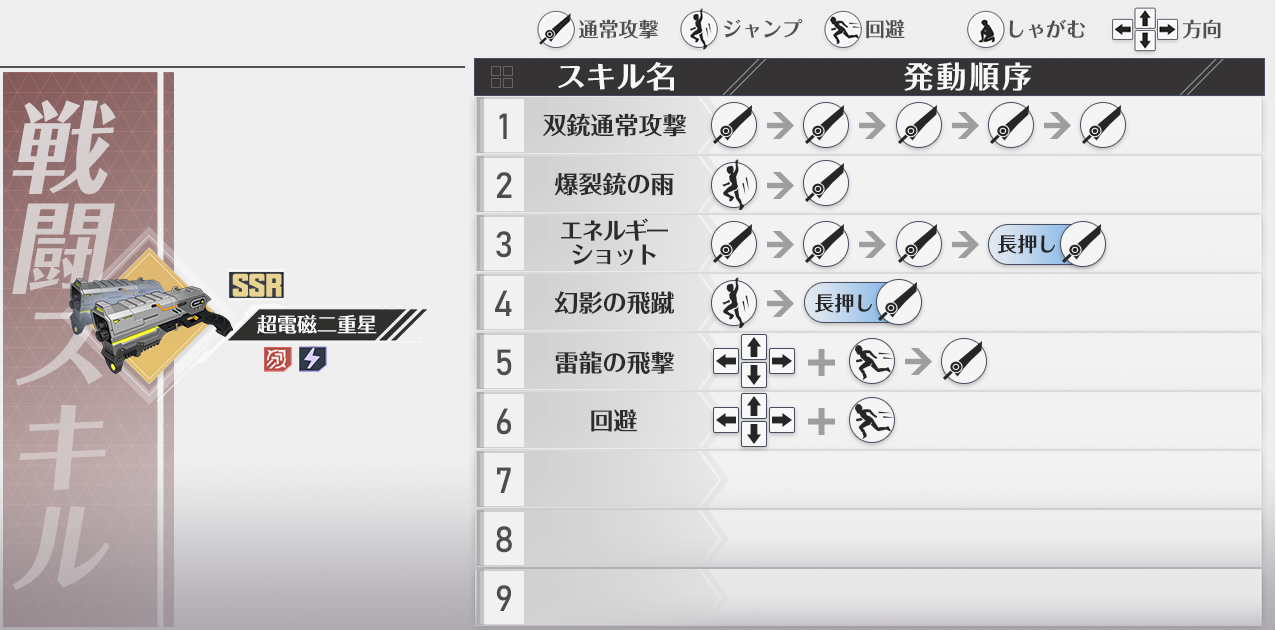 通常攻撃 ジャンプ 回避 しゃがむ 方向
戦闘スキル
SSR
超電磁二重星
スキル名 発動順序
1 双銃通常攻撃
2 爆裂銃の雨
3 エネルギー
ショット 長押し
4 幻影の飛蹴 長押し
5 雷龍の飛撃
6 回避
7
8
9